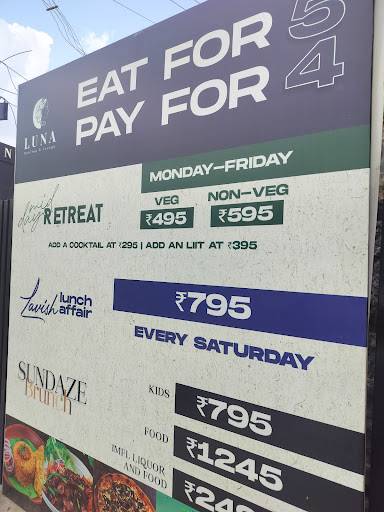 EAT FOR 5
PAY FOR 4
LUNA
N
MONDAY–FRIDAY
mid day RETREAT
VEG NON-VEG
₹495 ₹595
ADD A COCKTAIL AT ₹295 | ADD AN LIIT AT ₹395
Lavish lunch affair
₹795
EVERY SATURDAY
SUNDAZE
Brunch
KIDS ₹795
FOOD ₹1245
IMFL LIQUOR
AND FOOD